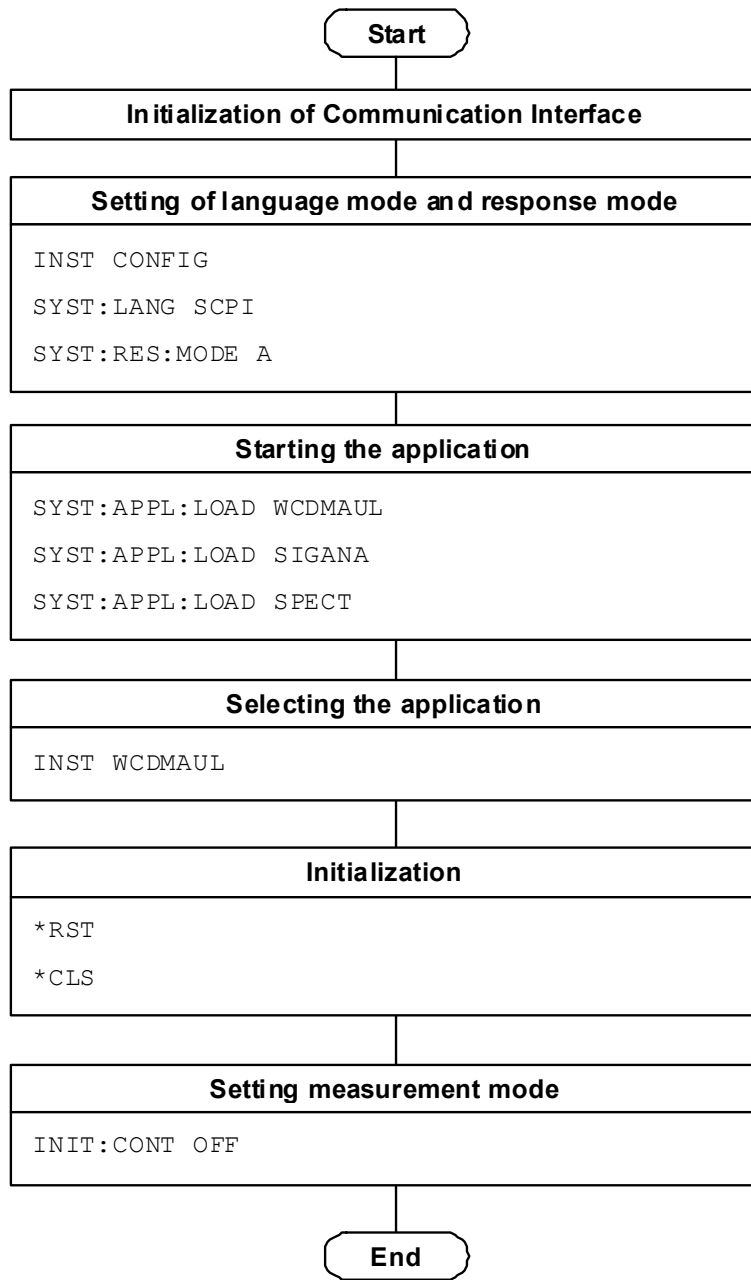 Start
Initialization of Communication Interface
Setting of language mode and response mode
INST CONFIG
SYST:LANG SCPI
SYST:RES:MODE A
Starting the application
SYST:APPL:LOAD WCDMAUL
SYST:APPL:LOAD SIGANA
SYST:APPL:LOAD SPECT
Selecting the application
INST WCDMAUL
Initialization
*RST
*CLS
Setting measurement mode
INIT:CONT OFF
End